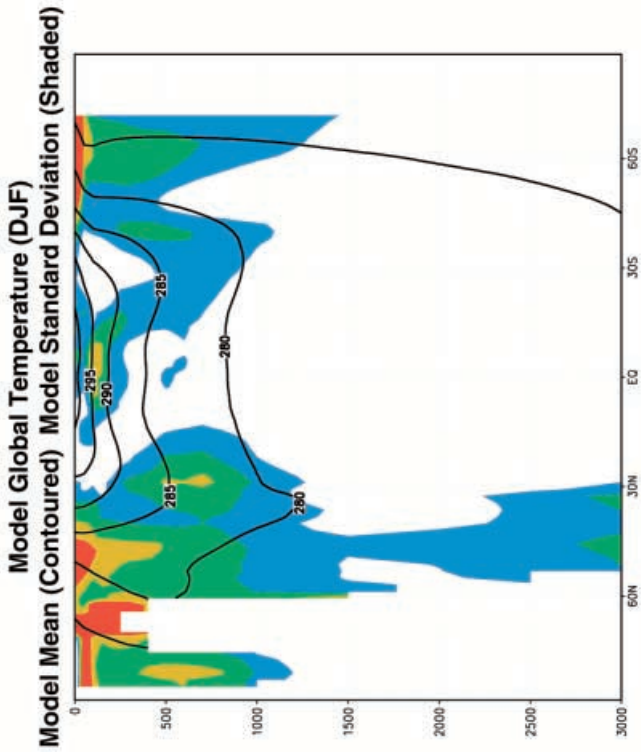 Model Global Temperature (DJF)
Model Mean (Contoured) Model Standard Deviation (Shaded)
0
500
1000
1500
2000
2500
3000
60N
30N
EQ
30S
60S
295
290
285
285
280
280